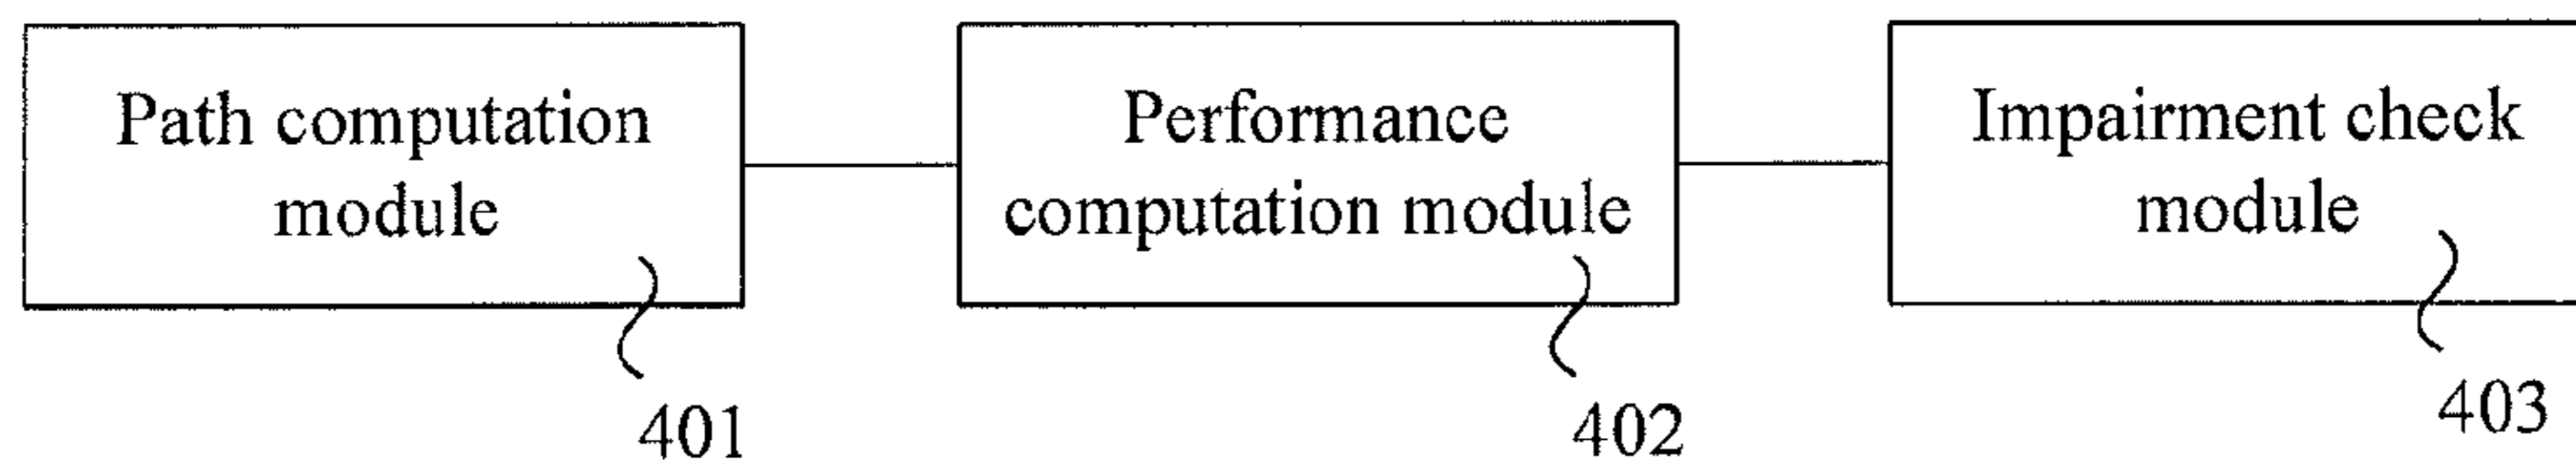 Path computation
module
Performance
computation module
Impairment check
module
401
402
403